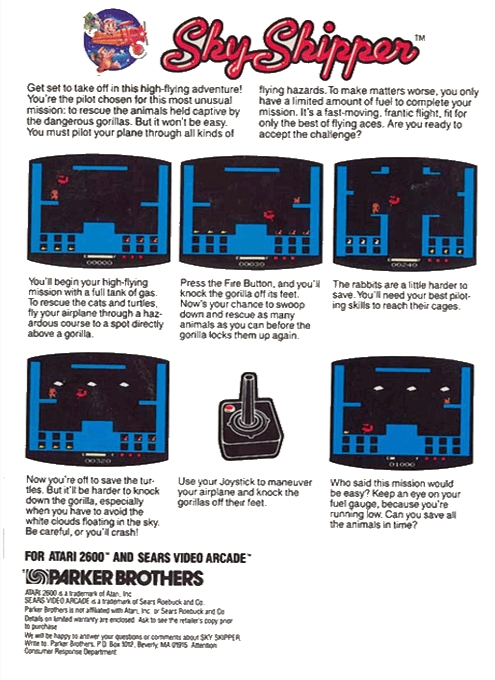 Sky Skipper™
Get set to take off in this high-flying adventure!
You're the pilot chosen for this most unusual
mission: to rescue the animals held captive by
the dangerous gorillas. But it won't be easy.
You must pilot your plane through all kinds of
flying hazards. To make matters worse, you only
have a limited amount of fuel to complete your
mission. It's a fast-moving, frantic flight, fit for
only the best of flying aces. Are you ready to
accept the challenge?
00000
00030
00240
You'll begin your high-flying
mission with a full tank of gas.
To rescue the cats and turtles,
fly your airplane through a haz-
ardous course to a spot directly
above a gorilla.
Press the Fire Button, and you'll
knock the gorilla off its feet.
Now's your chance to swoop
down and rescue as many
animals as you can before the
gorilla locks them up again.
The rabbits are a little harder to
save. You'll need your best pilot-
ing skills to reach their cages.
00320
01000
Now you're off to save the tur-
tles. But it'll be harder to knock
down the gorilla, especially
when you have to avoid the
white clouds floating in the sky.
Be careful, or you'll crash!
Use your Joystick to maneuver
your airplane and knock the
gorillas off their feet.
Who said this mission would
be easy? Keep an eye on your
fuel gauge, because you're
running low. Can you save all
the animals in time?
FOR ATARI 2600™ AND SEARS VIDEO ARCADE™
PARKER BROTHERS
ATARI 2600 is a trademark of Atari, Inc.
SEARS VIDEO ARCADE is a trademark of Sears Roebuck and Co.
Parker Brothers is not affiliated with Atari, Inc. or Sears Roebuck and Co.
Details on limited warranty are enclosed. Ask to see the retailer's copy prior
to purchase
We will be happy to answer your questions or comments about SKY SKIPPER.
Write to: Parker Brothers, P.O. Box 1012, Beverly, MA 01915 Attention
Consumer Response Department